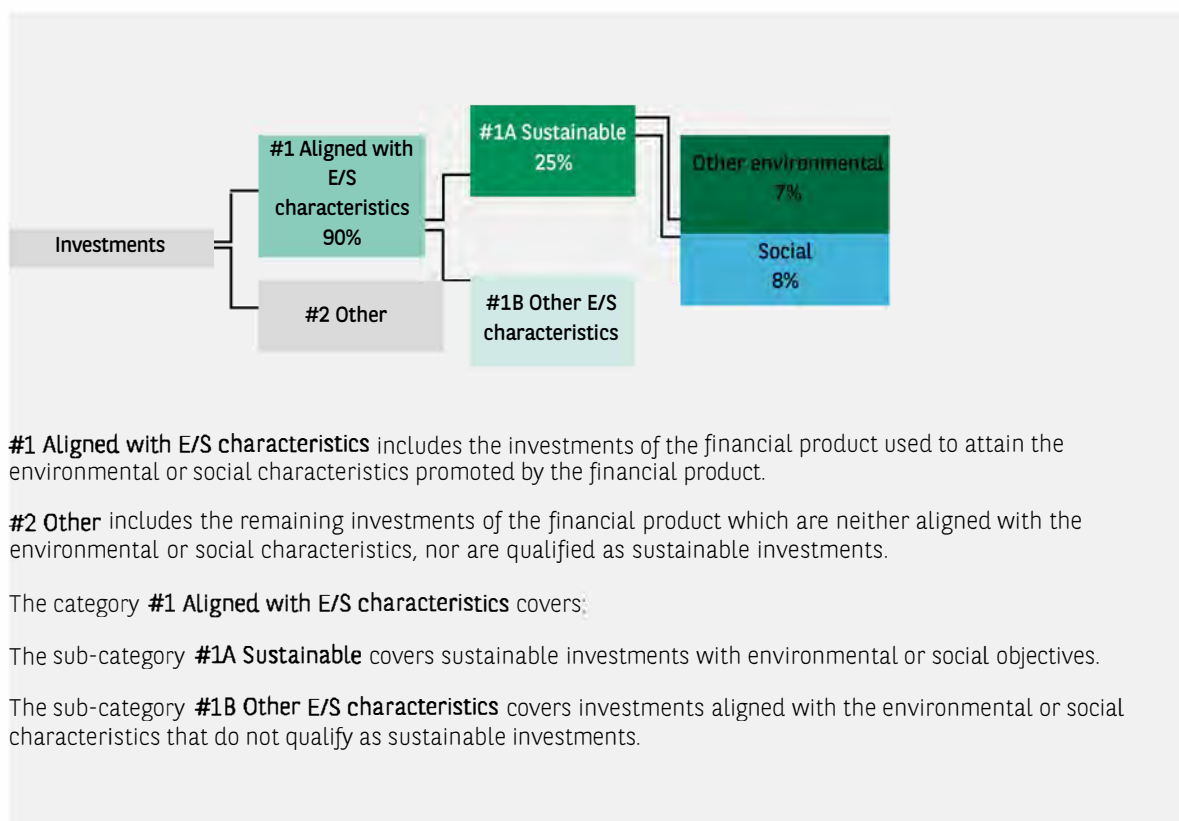 #1 Aligned with
E/S
characteristics
90%
#1A Sustainable
25%
Other environmental
7%
Investments
Social
8%
#2 Other
#1B Other E/S
characteristics
#1 Aligned with E/S characteristics includes the investments of the financial product used to attain the
environmental or social characteristics promoted by the financial product.
#2 Other includes the remaining investments of the financial product which are neither aligned with the
environmental or social characteristics, nor are qualified as sustainable investments.
The category #1 Aligned with E/S characteristics covers:
The sub-category #1A Sustainable covers sustainable investments with environmental or social objectives.
The sub-category #1B Other E/S characteristics covers investments aligned with the environmental or social
characteristics that do not qualify as sustainable investments.